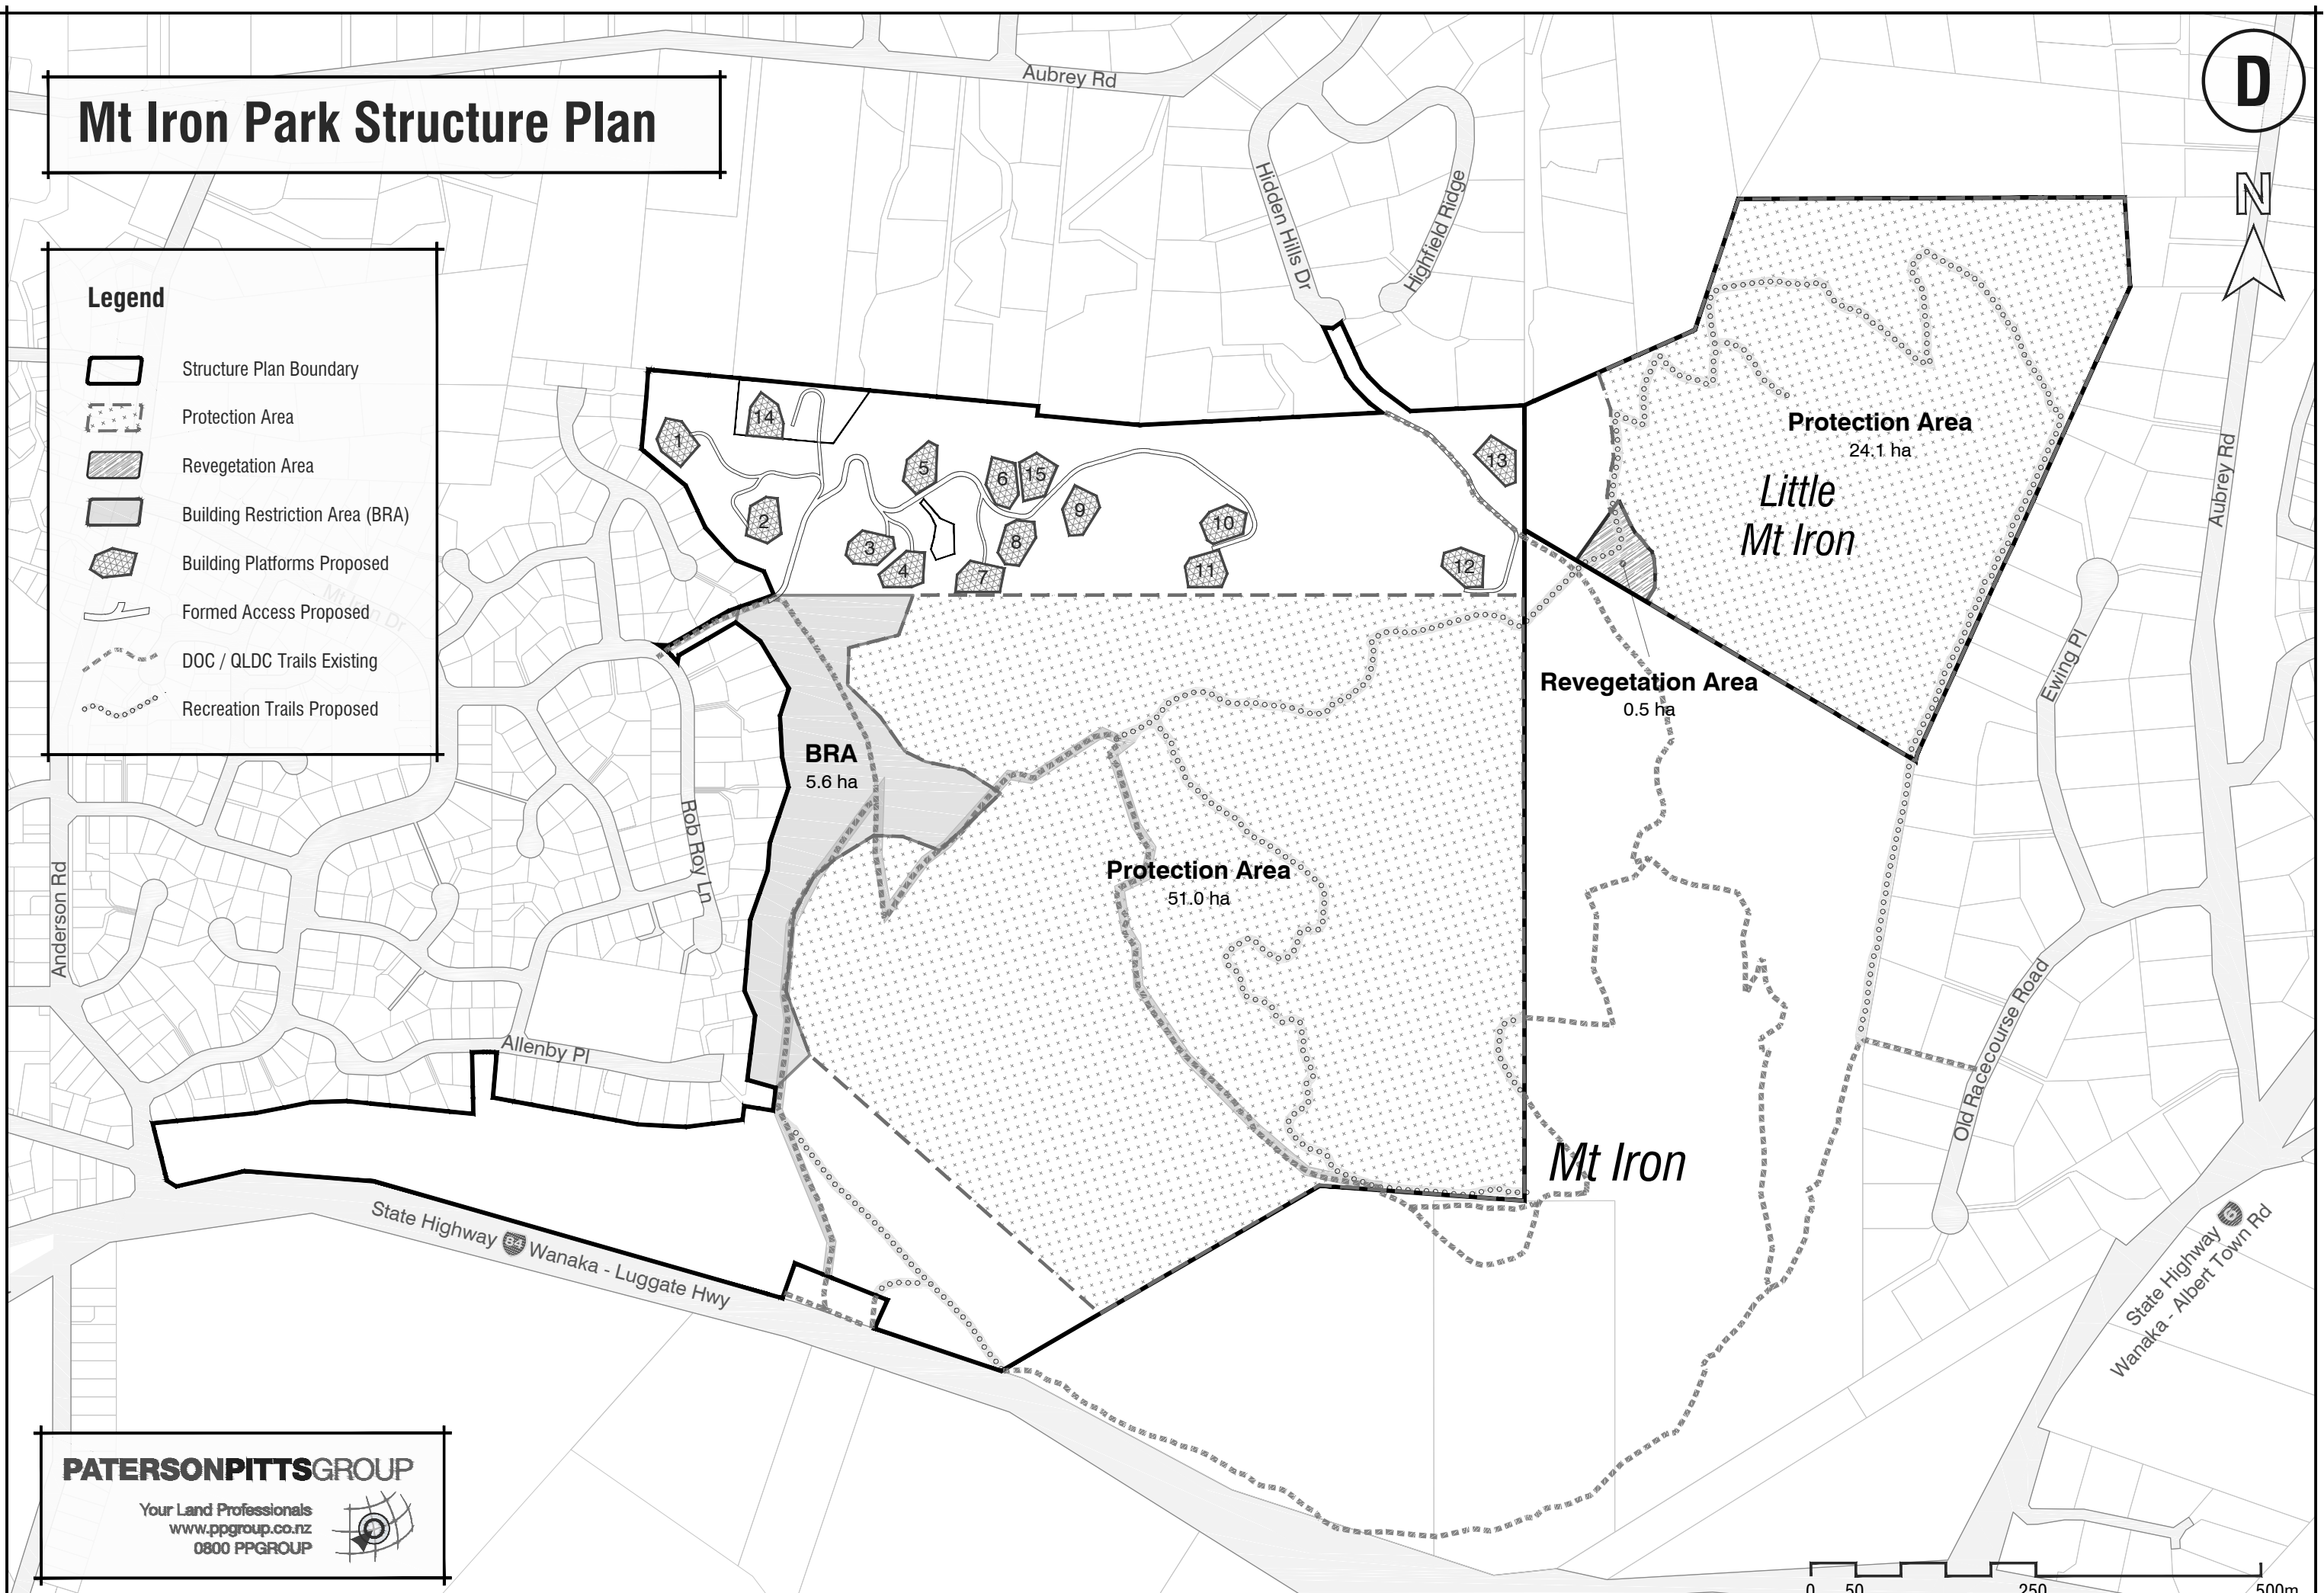 Mt Iron Park Structure Plan
D
N
Legend
Structure Plan Boundary
Protection Area
Revegetation Area
Building Restriction Area (BRA)
Building Platforms Proposed
Formed Access Proposed
DOC / QLDC Trails Existing
Recreation Trails Proposed
Mt Iron Dr
Aubrey Rd
Hidden Hills Dr
Highfield Ridge
Aubrey Rd
Ewing Pl
Old Racecourse Road
Anderson Rd
Rob Roy Ln
Allenby Pl
1
2
3
4
5
6
7
8
9
10
11
12
13
14
15
Protection Area
24.1 ha
Little
Mt Iron
Revegetation Area
0.5 ha
BRA
5.6 ha
Protection Area
51.0 ha
Mt Iron
State Highway 84 Wanaka - Luggate Hwy
State Highway 6
Wanaka - Albert Town Rd
PATERSONPITTSGROUP
Your Land Professionals
www.ppgroup.co.nz
0800 PPGROUP
0 50 250 500m